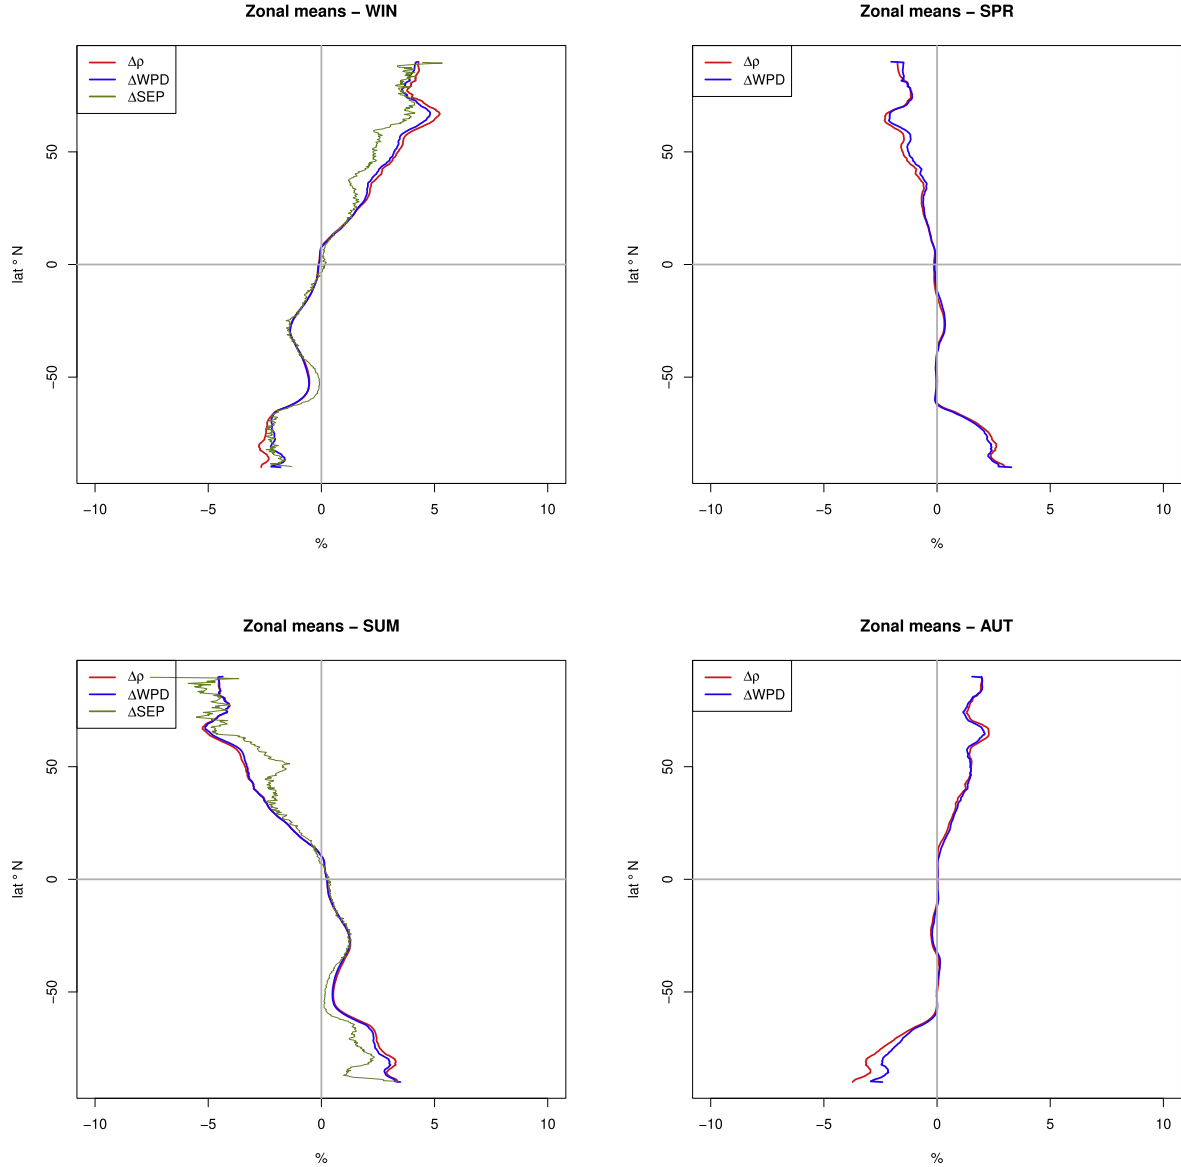 Zonal means – WIN
Δρ
ΔWPD
ΔSEP
50
0
−50
lat ° N
−10 −5 0 5 10
%
Zonal means – SPR
Δρ
ΔWPD
50
0
−50
lat ° N
−10 −5 0 5 10
%
Zonal means – SUM
Δρ
ΔWPD
ΔSEP
50
0
−50
lat ° N
−10 −5 0 5 10
%
Zonal means – AUT
Δρ
ΔWPD
50
0
−50
lat ° N
−10 −5 0 5 10
%